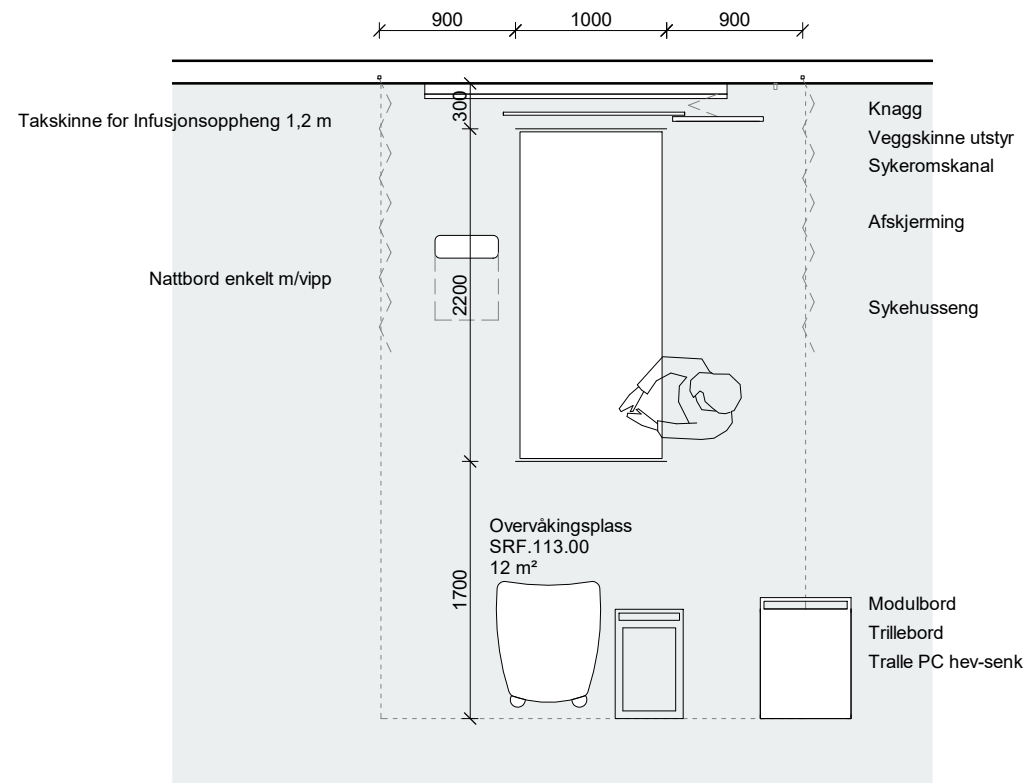 900
1000
900
300
Takskinne for Infusjonsoppheng 1,2 m
Knagg
Veggskinne utstyr
Sykeromskanal
Afskjerming
Nattbord enkelt m/vipp
2200
Sykehusseng
Overvåkingsplass
SRF.113.00
12 m²
1700
Modulbord
Trillebord
Tralle PC hev-senk